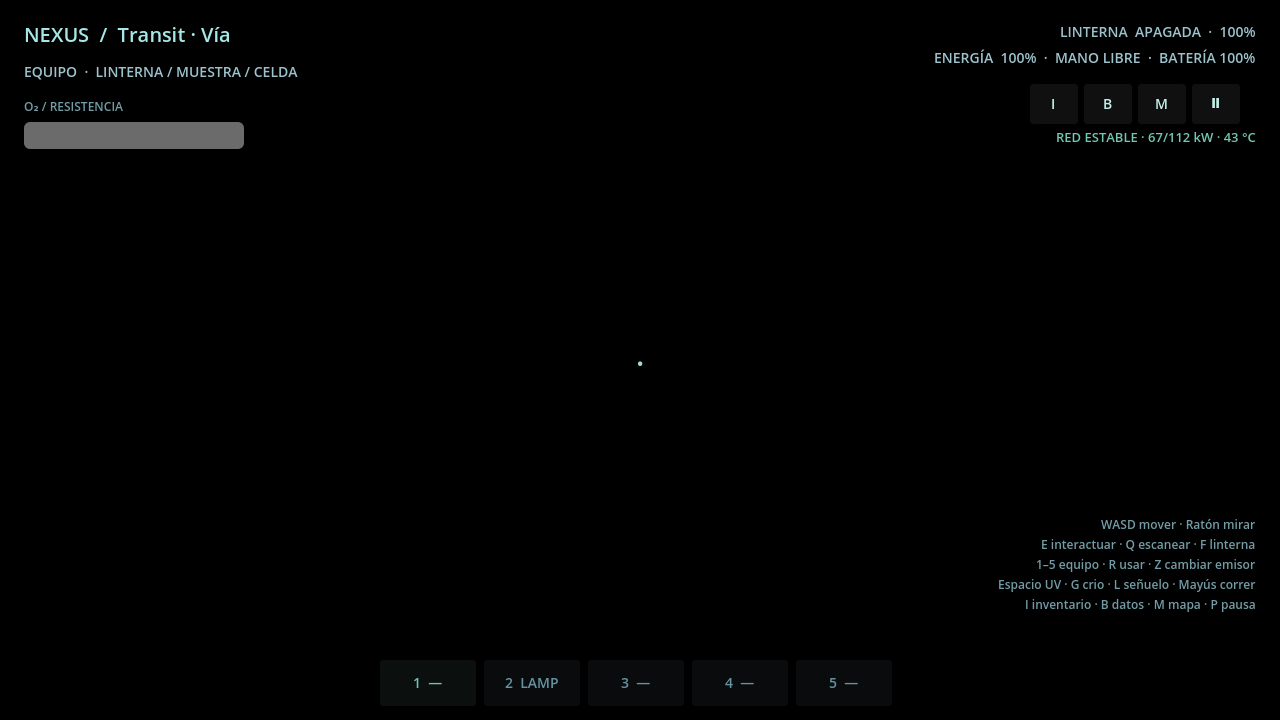 NEXUS / Transit · Vía
EQUIPO · LINTERNA / MUESTRA / CELDA
O₂ / RESISTENCIA
LINTERNA APAGADA · 100%
ENERGÍA 100% · MANO LIBRE · BATERÍA 100%
I B M II
RED ESTABLE · 67/112 kW · 43 °C
WASD mover · Ratón mirar
E interactuar · Q escanear · F linterna
1–5 equipo · R usar · Z cambiar emisor
Espacio UV · G crio · L señuelo · Mayús correr
I inventario · B datos · M mapa · P pausa
1 — 2 LAMP 3 — 4 — 5 —